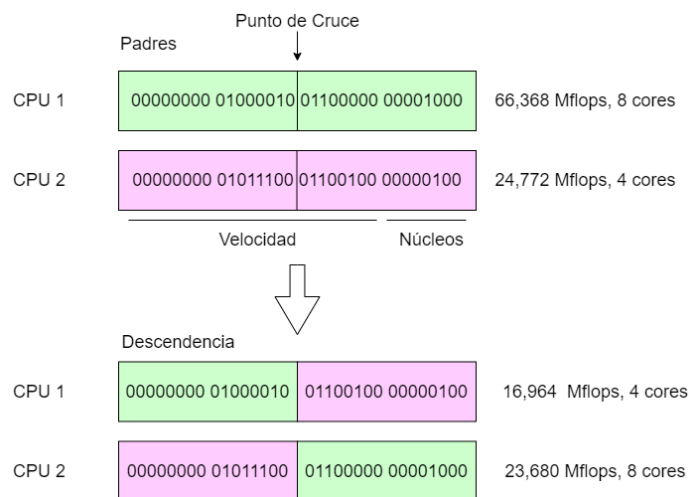 Punto de Cruce
Padres
CPU 1 00000000 01000010 01100000 00001000 66,368 Mflops, 8 cores
CPU 2 00000000 01011100 01100100 00000100 24,772 Mflops, 4 cores
Velocidad Núcleos
Descendencia
CPU 1 00000000 01000010 01100100 00000100 16,964 Mflops, 4 cores
CPU 2 00000000 01011100 01100000 00001000 23,680 Mflops, 8 cores